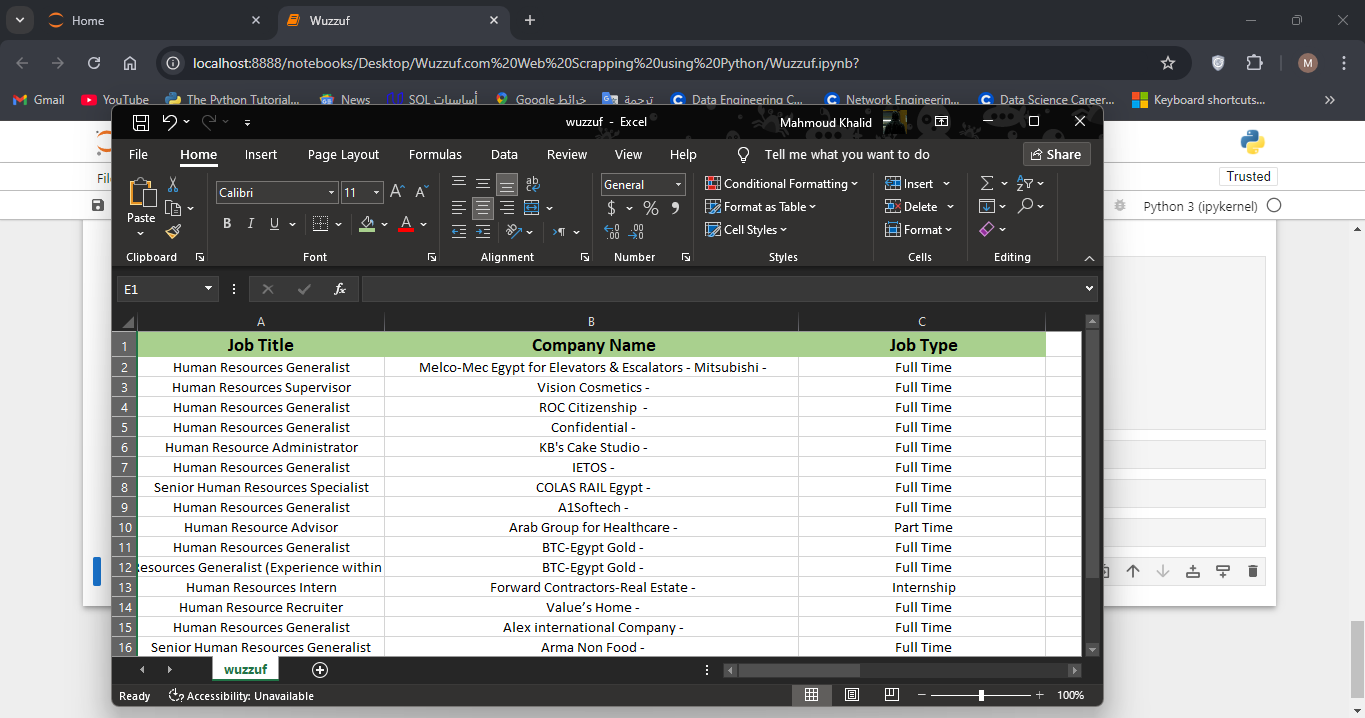 Home
Wuzzuf
localhost:8888/notebooks/Desktop/Wuzzuf.com%20Web%20Scrapping%20using%20Python/Wuzzuf.ipynb?
M
Gmail YouTube The Python Tutorial... News أساسيات SQL خرائط Google ترجمة Data Engineering C... Network Engineerin... Data Science Career... Keyboard shortcuts...
wuzzuf - Excel Mahmoud Khalid
File Home Insert Page Layout Formulas Data Review View Help Tell me what you want to do Share
Trusted
Python 3 (ipykernel)
Paste
Calibri 11
B I U
General
Conditional Formatting
Format as Table
Cell Styles
Insert
Delete
Format
Clipboard Font Alignment Number Styles Cells Editing
E1 fx
A B C
1 Job Title Company Name Job Type
2 Human Resources Generalist Melco-Mec Egypt for Elevators & Escalators - Mitsubishi - Full Time
3 Human Resources Supervisor Vision Cosmetics - Full Time
4 Human Resources Generalist ROC Citizenship - Full Time
5 Human Resources Generalist Confidential - Full Time
6 Human Resource Administrator KB's Cake Studio - Full Time
7 Human Resources Generalist IETOS - Full Time
8 Senior Human Resources Specialist COLAS RAIL Egypt - Full Time
9 Human Resources Generalist A1Softech - Full Time
10 Human Resource Advisor Arab Group for Healthcare - Part Time
11 Human Resources Generalist BTC-Egypt Gold - Full Time
12 esources Generalist (Experience within BTC-Egypt Gold - Full Time
13 Human Resources Intern Forward Contractors-Real Estate - Internship
14 Human Resource Recruiter Value’s Home - Full Time
15 Human Resources Generalist Alex international Company - Full Time
16 Senior Human Resources Generalist Arma Non Food - Full Time
wuzzuf
Ready Accessibility: Unavailable 100%